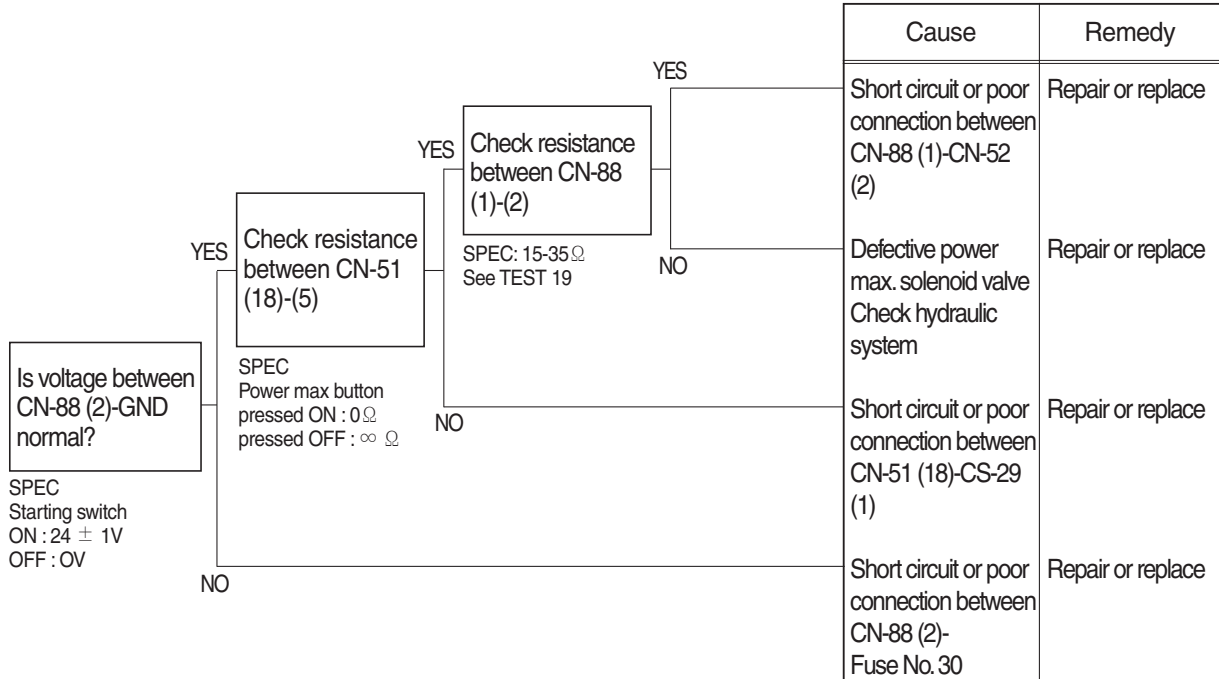 Cause
Remedy
YES
Short circuit or poor
connection between
CN-88 (1)-CN-52
(2)
Repair or replace
YES
Check resistance
between CN-88
(1)-(2)
SPEC: 15-35Ω
See TEST 19
NO
Defective power
max. solenoid valve
Check hydraulic
system
Repair or replace
YES
Check resistance
between CN-51
(18)-(5)
SPEC
Power max button
pressed ON : 0Ω
pressed OFF : ∞ Ω
NO
Short circuit or poor
connection between
CN-51 (18)-CS-29
(1)
Repair or replace
Is voltage between
CN-88 (2)-GND
normal?
SPEC
Starting switch
ON : 24 ± 1V
OFF : OV
NO
Short circuit or poor
connection between
CN-88 (2)-
Fuse No. 30
Repair or replace